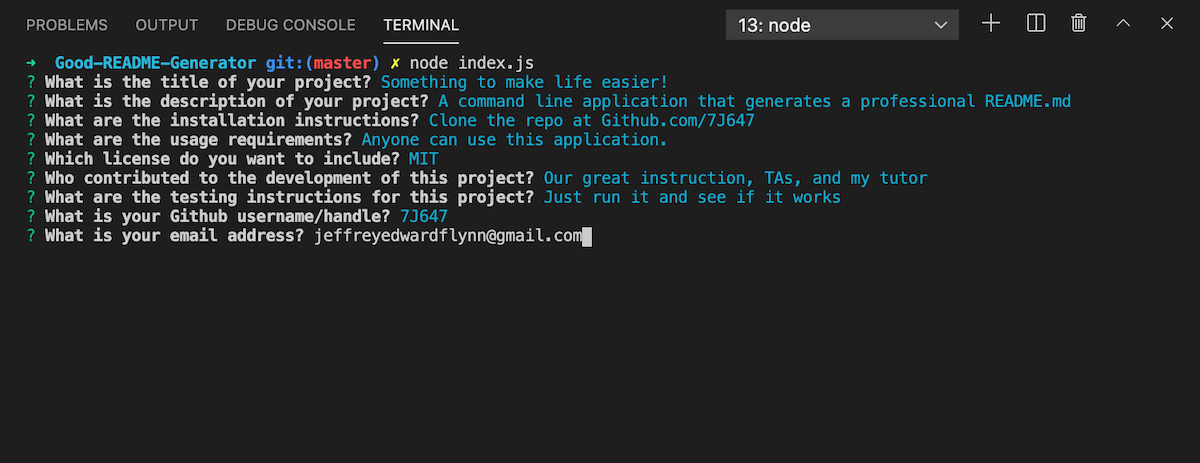 PROBLEMS OUTPUT DEBUG CONSOLE TERMINAL 13: node
➜ Good-README-Generator git:(master) ✗ node index.js
? What is the title of your project? Something to make life easier!
? What is the description of your project? A command line application that generates a professional README.md
? What are the installation instructions? Clone the repo at Github.com/7J647
? What are the usage requirements? Anyone can use this application.
? Which license do you want to include? MIT
? Who contributed to the development of this project? Our great instruction, TAs, and my tutor
? What are the testing instructions for this project? Just run it and see if it works
? What is your Github username/handle? 7J647
? What is your email address? jeffreyedwardflynn@gmail.com